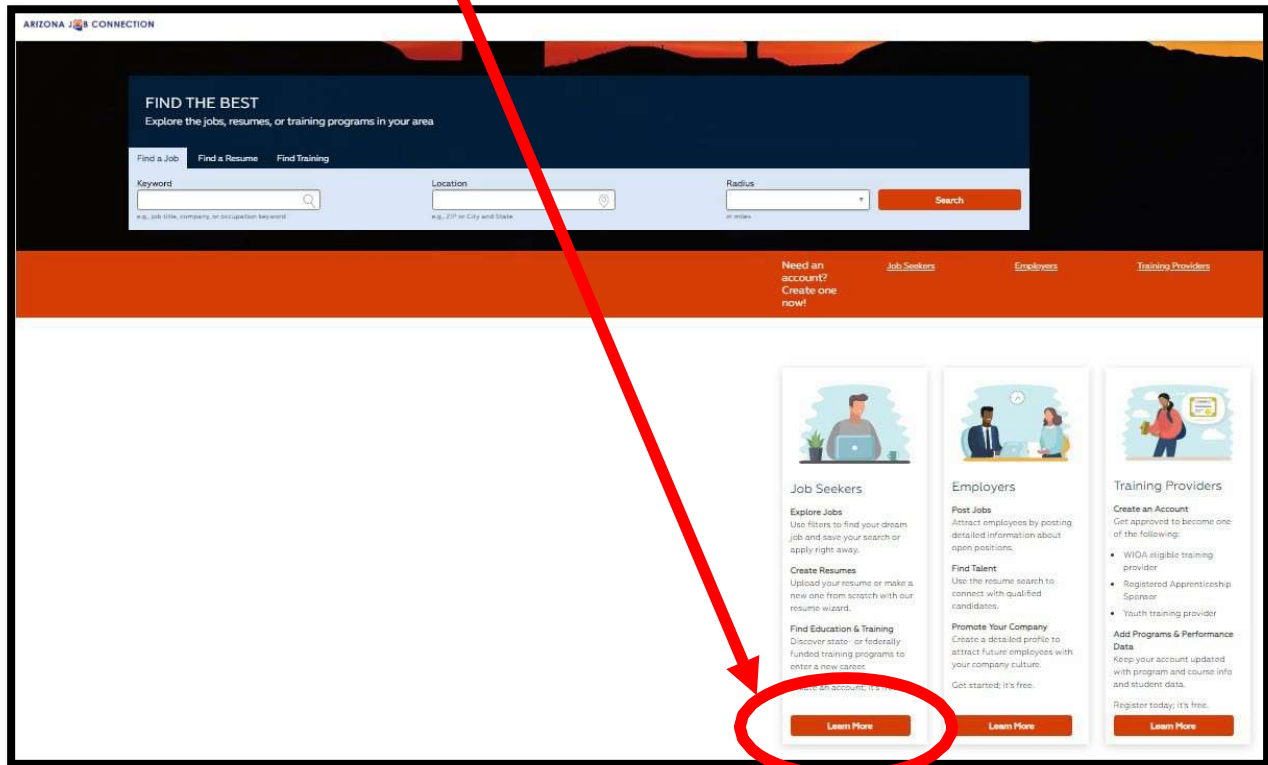 ARIZONA JOB CONNECTION
FIND THE BEST
Explore the jobs, resumes, or training programs in your area
Find a Job Find a Resume Find Training
Keyword Location Radius
Search
e.g., job title, company, or occupation keyword e.g., ZIP or City and State in miles
Need an
account?
Create one
now!
Job Seekers Employers Training Providers
Job Seekers
Explore Jobs
Use filters to find your dream
job and save your search or
apply right away.
Create Resumes
Upload your resume or make a
new one from scratch with our
resume wizard.
Find Education & Training
Discover state- or federally
funded training programs to
enter a new career.
an account; it's
Learn More
Employers
Post Jobs
Attract employees by posting
detailed information about
open positions.
Find Talent
Use the resume search to
connect with qualified
candidates.
Promote Your Company
Create a detailed profile to
attract future employees with
your company culture.
Get started; it's free.
Learn More
Training Providers
Create an Account
Get approved to become one
of the following:
• WIOA eligible training
provider
• Registered Apprenticeship
Sponsor
• Youth training provider
Add Programs & Performance
Data
Keep your account updated
with program and course info
and student data.
Register today; it's free.
Learn More